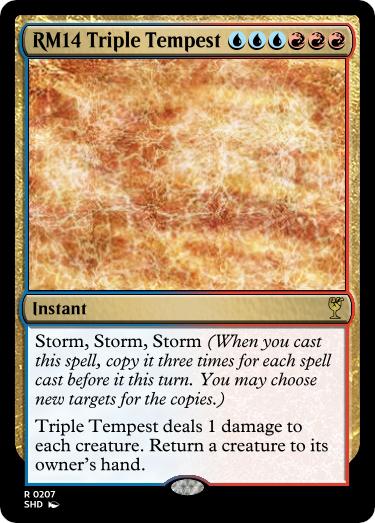 RM14 Triple Tempest
Instant
Storm, Storm, Storm (When you cast
this spell, copy it three times for each spell
cast before it this turn. You may choose
new targets for the copies.)
Triple Tempest deals 1 damage to
each creature. Return a creature to its
owner's hand.
R 0207
SHD